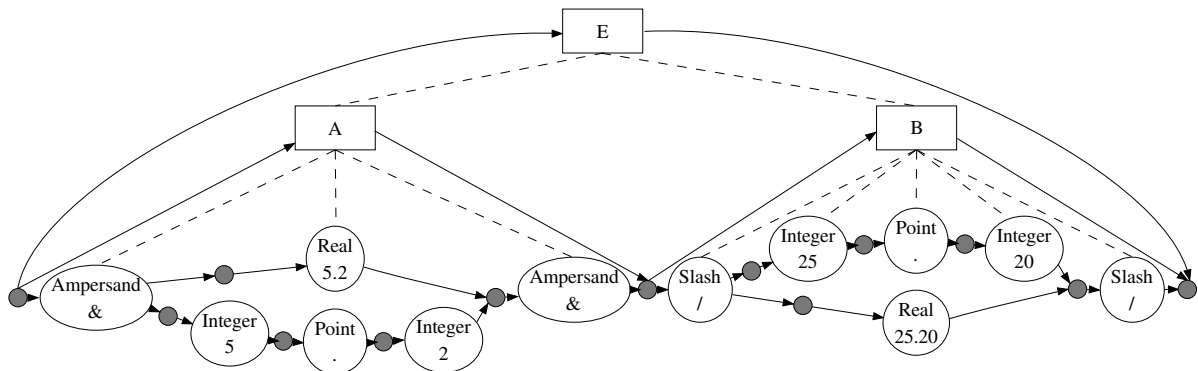 E
A
B
Ampersand
&
Real
5.2
Integer
5
Point
.
Integer
2
Ampersand
&
Slash
/
Integer
25
Point
.
Integer
20
Real
25.20
Slash
/